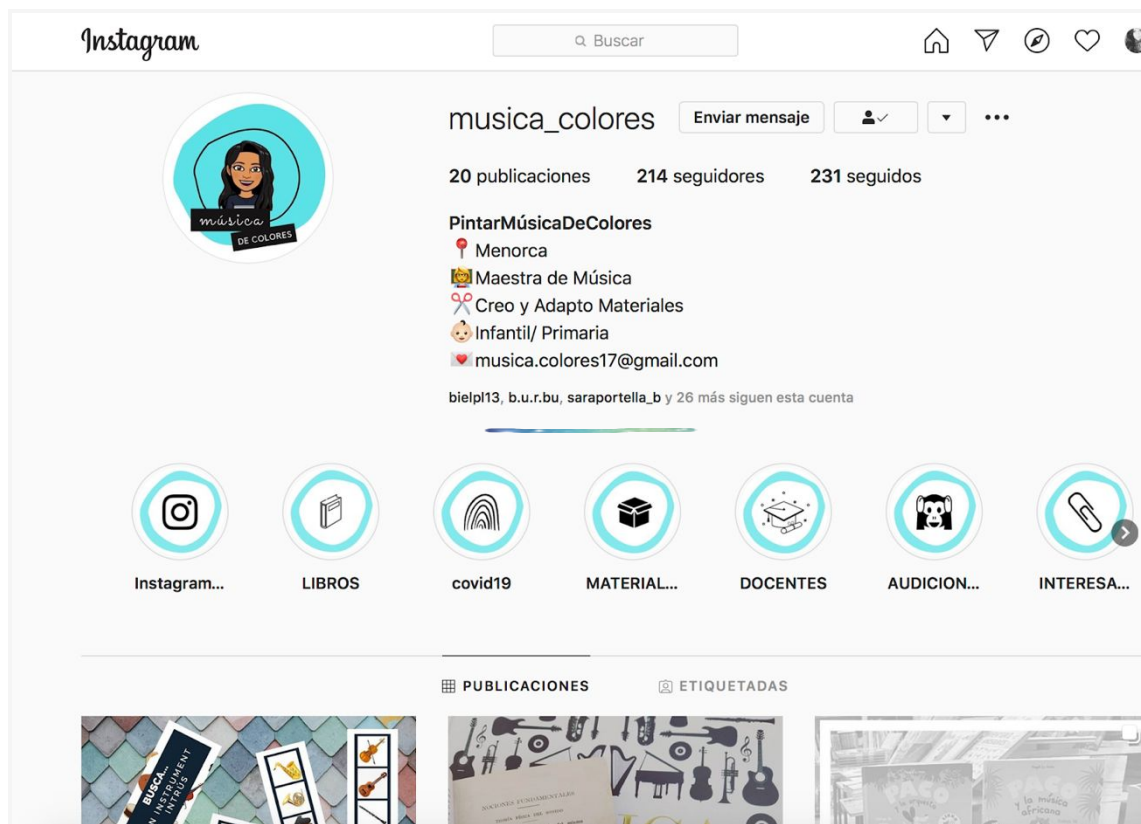 Instagram
Buscar
musica_colores Enviar mensaje
20 publicaciones 214 seguidores 231 seguidos
PintarMúsicaDeColores
Menorca
Maestra de Música
Creo y Adapto Materiales
Infantil/ Primaria
musica.colores17@gmail.com
bielpl13, b.u.r.bu, saraportella_b y 26 más siguen esta cuenta
música
DE COLORES
Instagram... LIBROS covid19 MATERIAL... DOCENTES AUDICION... INTERESA...
PUBLICACIONES ETIQUETADAS
BUSCA...
INSTRUMENT
INTRÚS
NOCIONES FUNDAMENTALES
PACO
y la música
africana